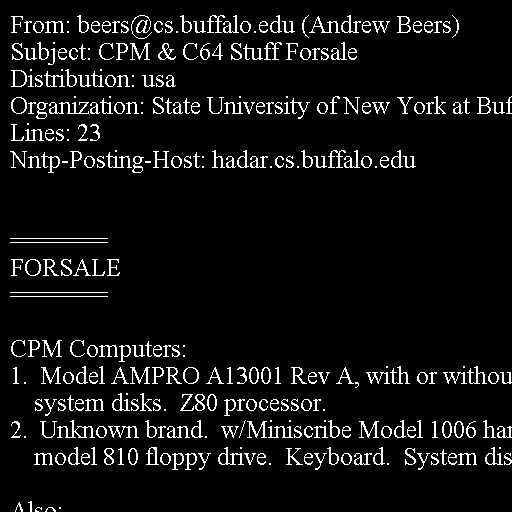 From: beers@cs.buffalo.edu (Andrew Beers)
Subject: CPM & C64 Stuff Forsale
Distribution: usa
Organization: State University of New York at Buf
Lines: 23
Nntp-Posting-Host: hadar.cs.buffalo.edu
========
FORSALE
========
CPM Computers:
1.  Model AMPRO A13001 Rev A, with or withou
system disks.  Z80 processor.
2.  Unknown brand.  w/Miniscribe Model 1006 har
model 810 floppy drive.  Keyboard.  System dis
Also: